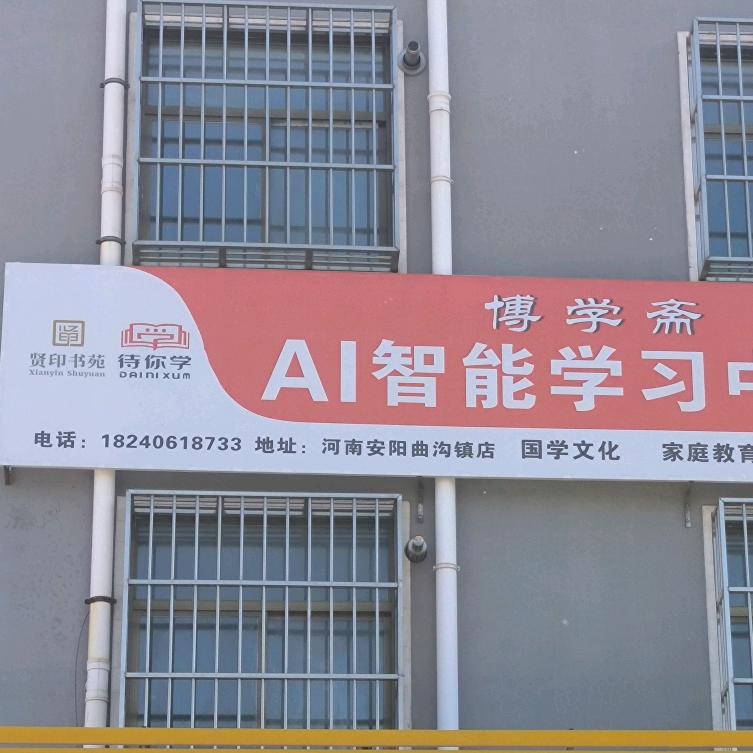 博学斋
贤印书苑 待你学
Xianyin Shuyuan DAINIXUM
AI智能学习
电话：18240618733 地址：河南安阳曲沟镇店 国学文化 家庭教育